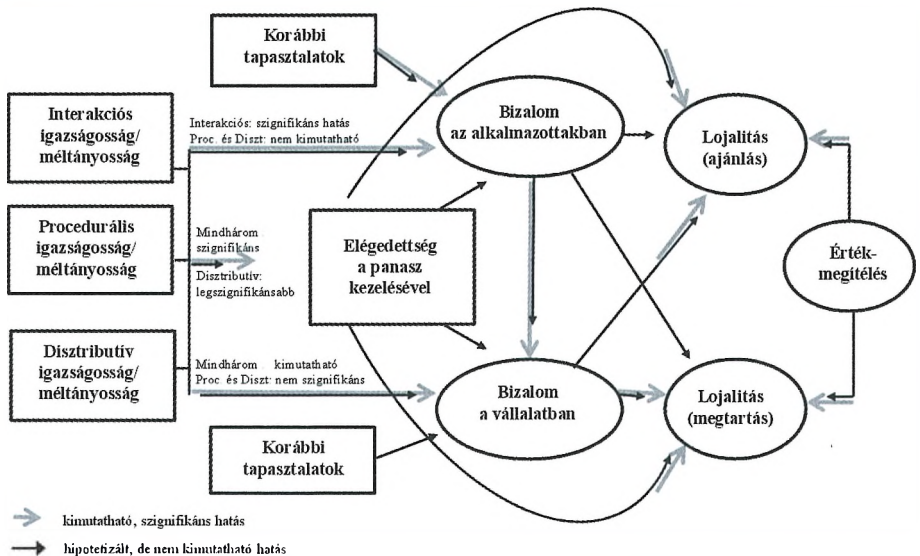 Korábbi
tapasztalatok
Interakciós
igazságosság/
méltányosság
Interakciós: szignifikáns hatás
Proc. és Diszt: nem kimutatható
Bizalom
az alkalmazottakban
Lojalitás
(ajánlás)
Procedurális
igazságosság/
méltányosság
Mindhárom
szignifikáns
Disztributív:
legszignifikánsabb
Elégedettség
a panasz
kezelésével
Érték-
megítélés
Disztributív
igazságosság/
méltányosság
Mindhárom kimutatható
Proc. és Diszt: nem szignifikáns
Bizalom
a vállalatban
Lojalitás
(megtartás)
Korábbi
tapasztalatok
kimutatható, szignifikáns hatás
hipotetizált, de nem kimutatható hatás